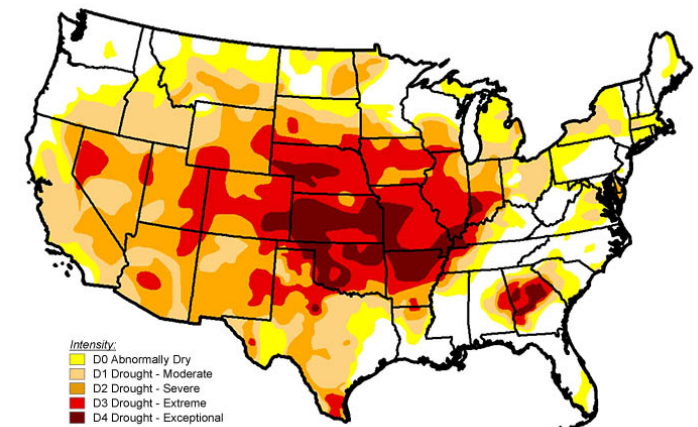 Intensity:
D0 Abnormally Dry
D1 Drought - Moderate
D2 Drought - Severe
D3 Drought - Extreme
D4 Drought - Exceptional